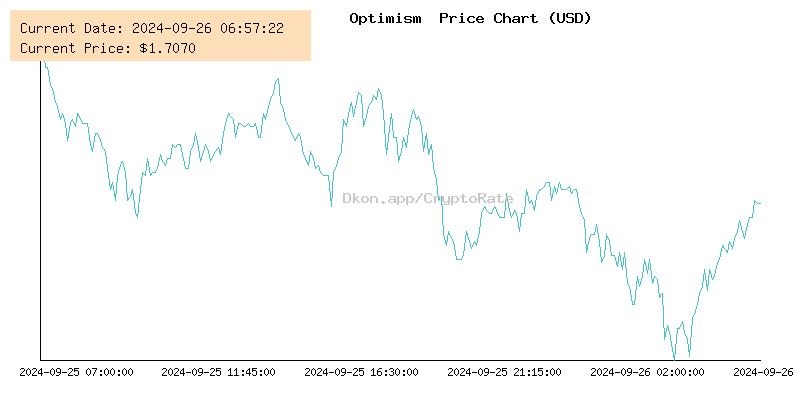 Optimism  Price Chart (USD)
Current Date: 2024-09-26 06:57:22
Current Price: $1.7070
Dkon.app/CryptoRate
2024-09-25 07:00:00 2024-09-25 11:45:00 2024-09-25 16:30:00 2024-09-25 21:15:00 2024-09-26 02:00:00 2024-09-26